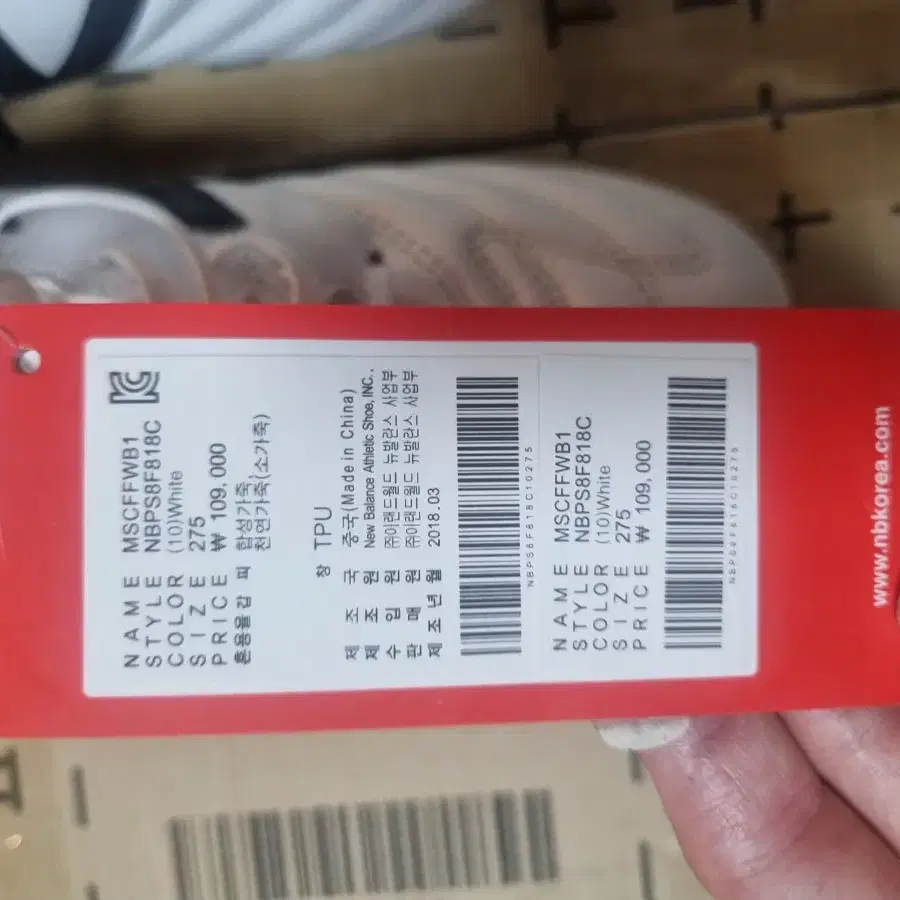 NAME MSCFFWB1
STYLE NBPS8F818C
COLOR (10)White
SIZE 275
PRICE ₩ 109,000
혼용율감 피 합성가죽
천연가죽(소가죽)
창 TPU
제조국 중국(Made in China)
제조원 New Balance Athletic Shoe, INC.,
수입원 (주)이랜드월드 뉴발란스 사업부
판매원 (주)이랜드월드 뉴발란스 사업부
제조년월 2018.03
NBPS8F818C10275
NAME MSCFFWB1
STYLE NBPS8F818C
COLOR (10)White
SIZE 275
PRICE ₩ 109,000
NBPS8F818C10275
www.nbkorea.com